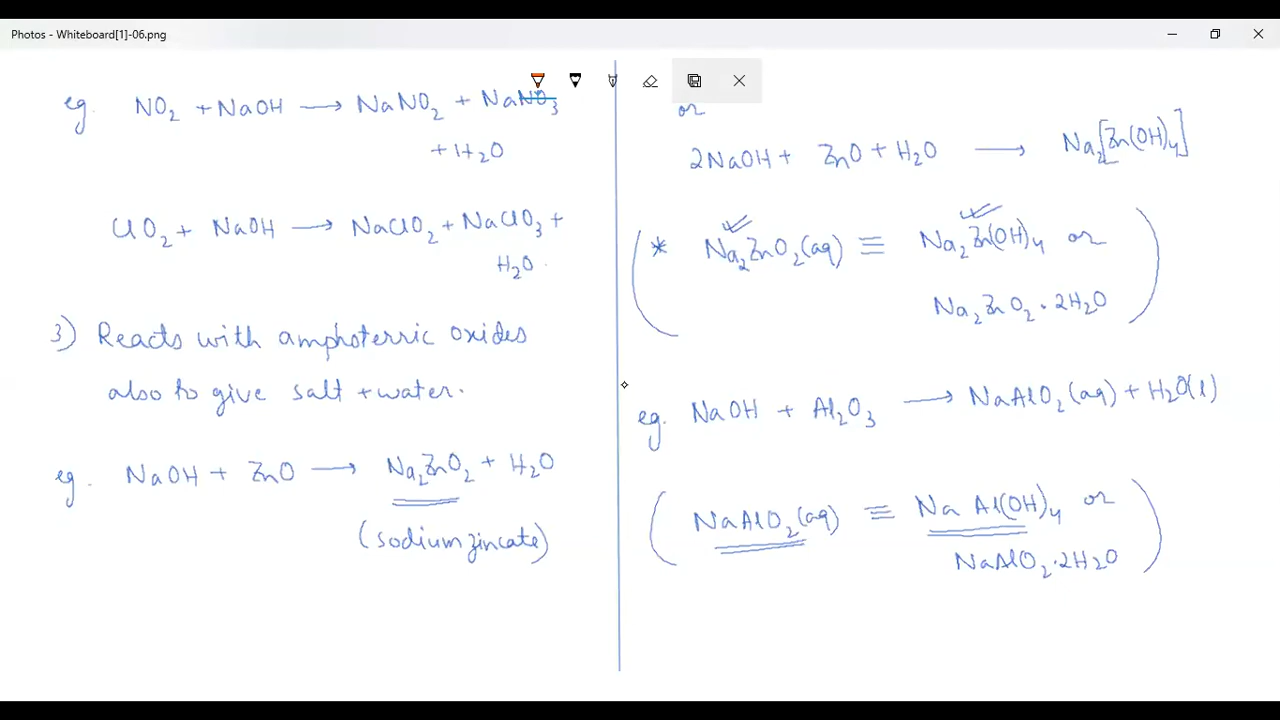 Photos - Whiteboard[1]-06.png
eg. NO₂ + NaOH ⟶ NaNO₂ + NaNO₃
+ H₂O
ClO₂ + NaOH ⟶ NaClO₂ + NaClO₃ +
H₂O.
3) Reacts with amphoterric oxides
also to give salt + water.
eg. NaOH + ZnO ⟶ Na₂ZnO₂ + H₂O
(sodium zincate)
or
2NaOH + ZnO + H₂O ⟶ Na₂[Zn(OH)₄]
(* Na₂ZnO₂(aq) ≡ Na₂Zn(OH)₄ or
Na₂ZnO₂·2H₂O)
eg. NaOH + Al₂O₃ ⟶ NaAlO₂(aq) + H₂O(l)
(NaAlO₂(aq) ≡ Na Al(OH)₄ or
NaAlO₂·2H₂O)